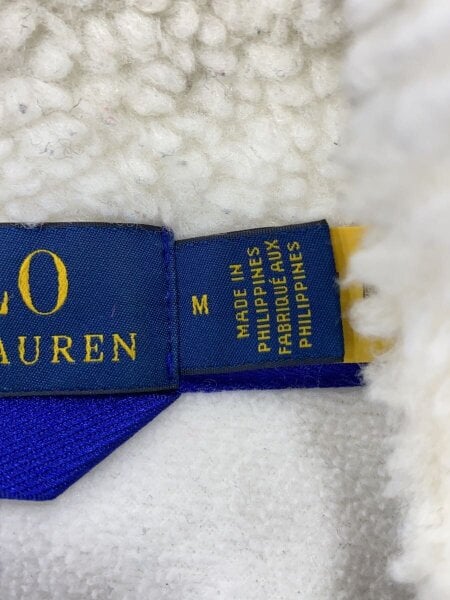 LO
AUREN
M
MADE IN
PHILIPPINES
FABRIQUÉ AUX
PHILIPPINES